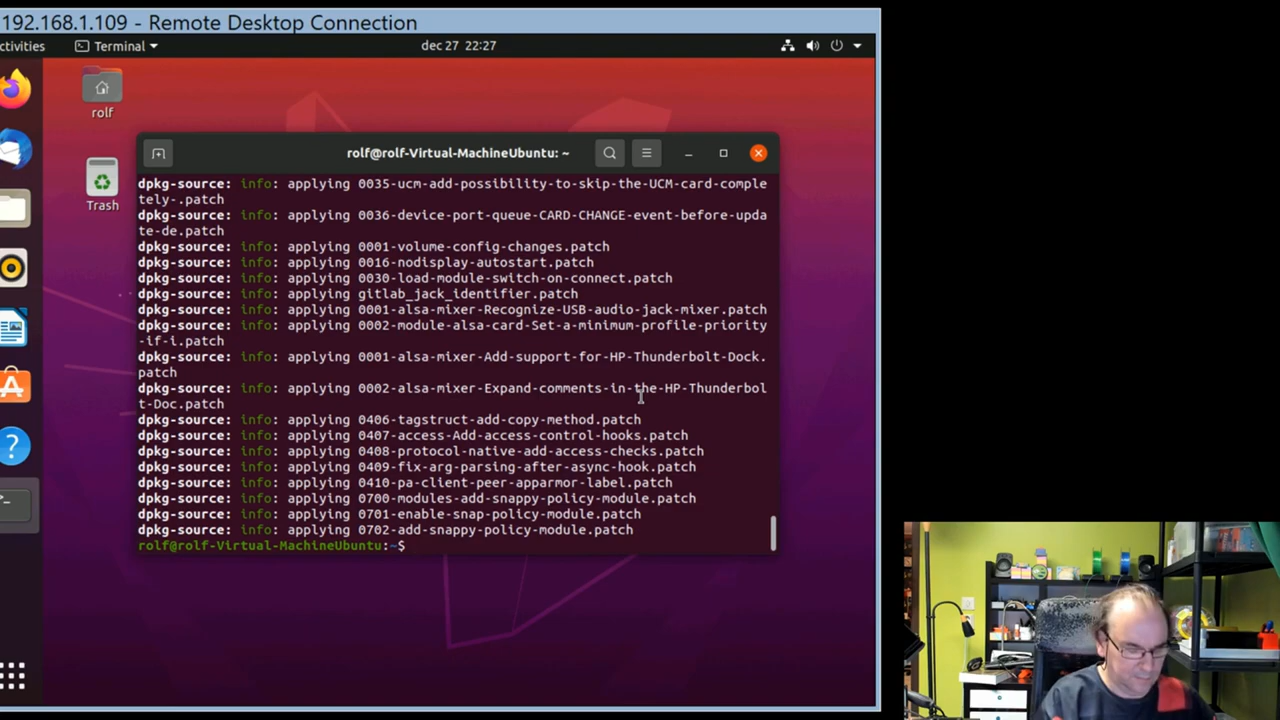 192.168.1.109 - Remote Desktop Connection
ctivities
Terminal
dec 27 22:27
rolf
Trash
rolf@rolf-Virtual-MachineUbuntu: ~
dpkg-source: info: applying 0035-ucm-add-possibility-to-skip-the-UCM-card-comple
tely-.patch
dpkg-source: info: applying 0036-device-port-queue-CARD-CHANGE-event-before-upda
te-de.patch
dpkg-source: info: applying 0001-volume-config-changes.patch
dpkg-source: info: applying 0016-nodisplay-autostart.patch
dpkg-source: info: applying 0030-load-module-switch-on-connect.patch
dpkg-source: info: applying gitlab_jack_identifier.patch
dpkg-source: info: applying 0001-alsa-mixer-Recognize-USB-audio-jack-mixer.patch
dpkg-source: info: applying 0002-module-alsa-card-Set-a-minimum-profile-priority
-if-i.patch
dpkg-source: info: applying 0001-alsa-mixer-Add-support-for-HP-Thunderbolt-Dock.
patch
dpkg-source: info: applying 0002-alsa-mixer-Expand-comments-in-the-HP-Thunderbol
t-Doc.patch
dpkg-source: info: applying 0406-tagstruct-add-copy-method.patch
dpkg-source: info: applying 0407-access-Add-access-control-hooks.patch
dpkg-source: info: applying 0408-protocol-native-add-access-checks.patch
dpkg-source: info: applying 0409-fix-arg-parsing-after-async-hook.patch
dpkg-source: info: applying 0410-pa-client-peer-apparmor-label.patch
dpkg-source: info: applying 0700-modules-add-snappy-policy-module.patch
dpkg-source: info: applying 0701-enable-snap-policy-module.patch
dpkg-source: info: applying 0702-add-snappy-policy-module.patch
rolf@rolf-Virtual-MachineUbuntu:~$